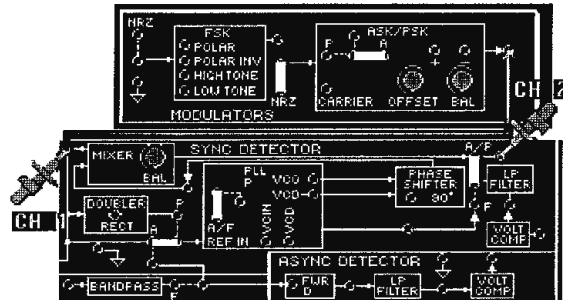 NRZ
FSK
POLAR
POLAR INV
HIGH TONE
LOW TONE
NRZ
ASK/PSK
P A
CARRIER OFFSET BAL
MODULATORS
CH 2
SYNC DETECTOR
A/P
MIXER
BAL
PLL
P
VCO
VCO
PHASE
SHIFTER
90°
LP
FILTER
CH 1
DOUBLER
RECT
P
A
A/F
REF IN
VCIN
VCO
F
VOLT
COMP
ASYNC DETECTOR
BANDPASS
F
FWR
D
LP
FILTER
VOLT
COMP